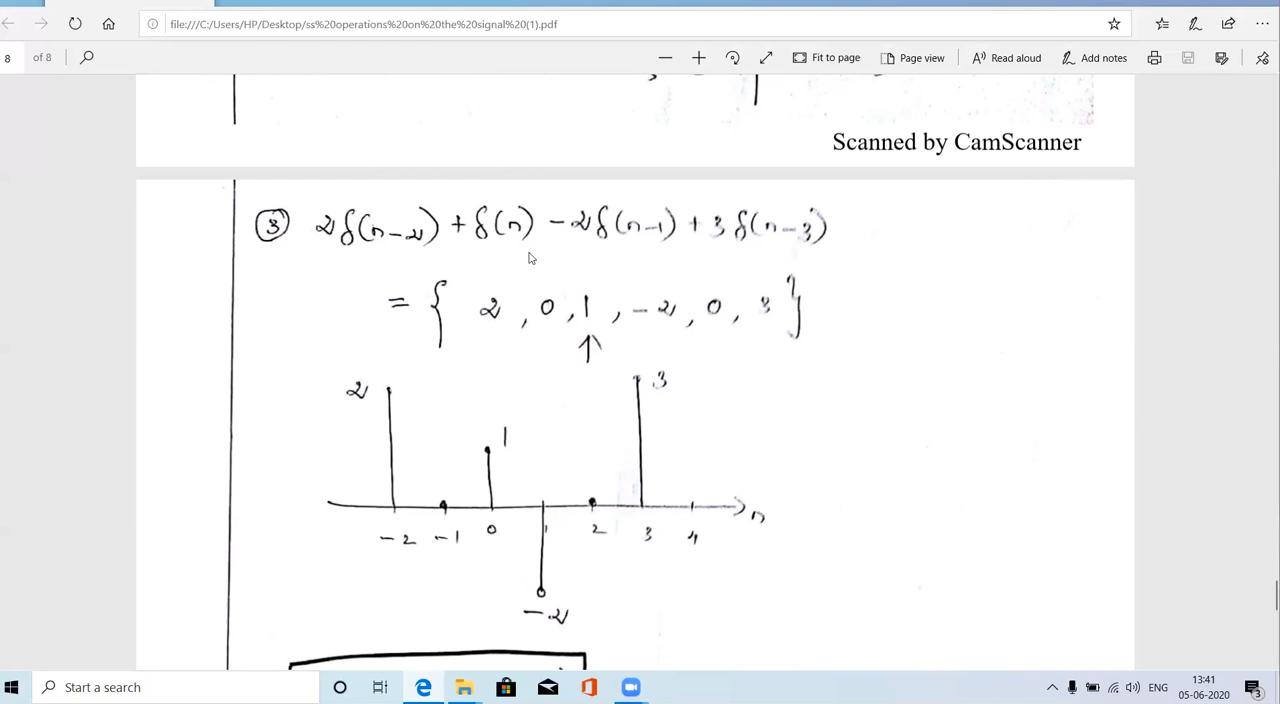 file:///C:/Users/HP/Desktop/ss%20operations%20on%20the%20signal%20(1).pdf
8 of 8 Fit to page Page view Read aloud Add notes
Scanned by CamScanner
③ 2δ(n-2) + δ(n) -2δ(n-1) + 3δ(n-3)
= { 2, 0, 1, -2, 0, 3 }
↑
2 3
1
-2 -1 0 1 2 3 4 n
-2
Start a search ENG 13:41
05-06-2020 3